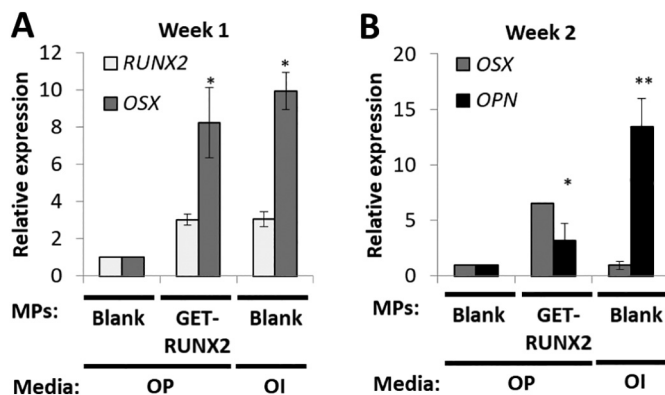 A
Week 1
Relative expression
12
10
8
6
4
2
0
RUNX2
OSX
*
*
MPs:
Blank
GET-
RUNX2
Blank
Media:
OP
OI
B
Week 2
Relative expression
20
15
10
5
0
OSX
OPN
*
**
MPs:
Blank
GET-
RUNX2
Blank
Media:
OP
OI